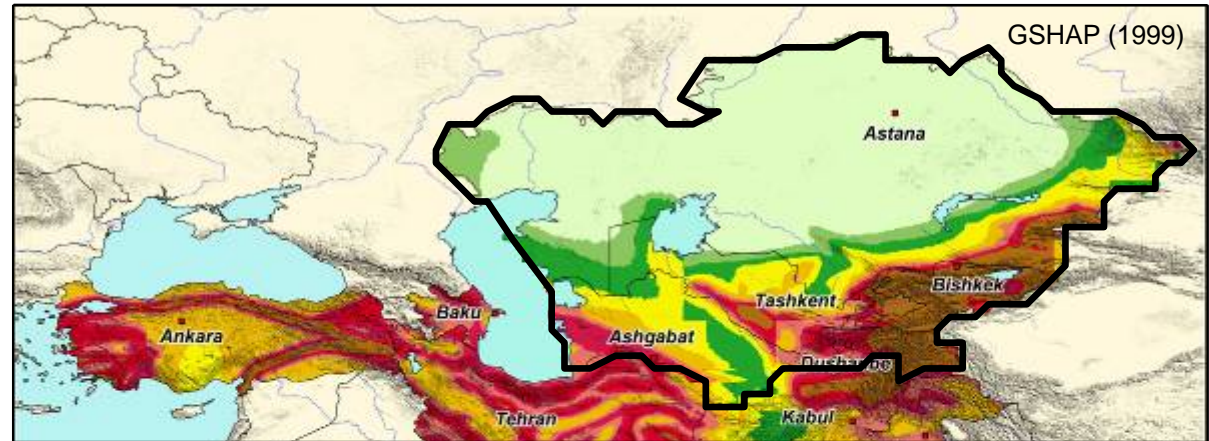 GSHAP (1999)
Astana
Bishkek
Tashkent
Baku
Ankara
Ashgabat
Dushanbe
Tehran
Kabul